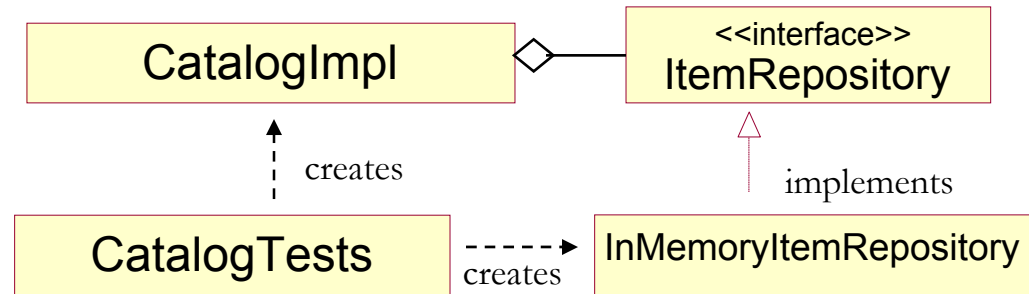 CatalogImpl
<<interface>>
ItemRepository
creates
implements
CatalogTests
creates
InMemoryItemRepository